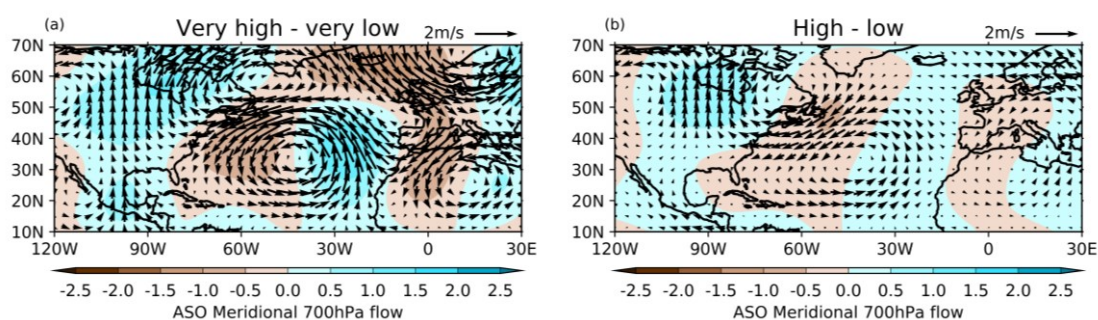 (a) Very high - very low 2m/s
70N
60N
50N
40N
30N
20N
10N
120W 90W 60W 30W 0 30E
-2.5 -2.0 -1.5 -1.0 -0.5 0.0 0.5 1.0 1.5 2.0 2.5
ASO Meridional 700hPa flow
(b) High - low 2m/s
70N
60N
50N
40N
30N
20N
10N
120W 90W 60W 30W 0 30E
-2.5 -2.0 -1.5 -1.0 -0.5 0.0 0.5 1.0 1.5 2.0 2.5
ASO Meridional 700hPa flow